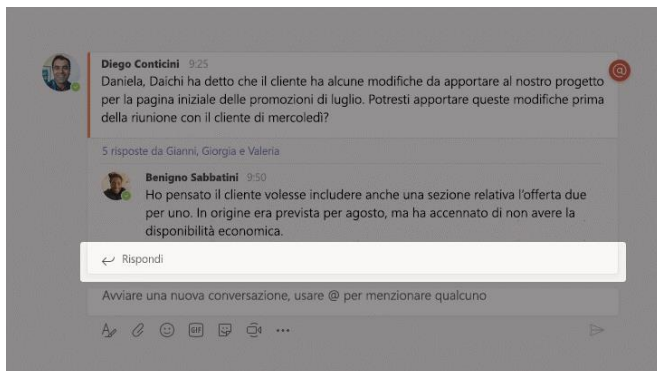 Diego Conticini 9:25
Daniela, Daichi ha detto che il cliente ha alcune modifiche da apportare al nostro progetto
per la pagina iniziale delle promozioni di luglio. Potresti apportare queste modifiche prima
della riunione con il cliente di mercoledì?
5 risposte da Gianni, Giorgia e Valeria
Benigno Sabbatini 9:50
Ho pensato il cliente volesse includere anche una sezione relativa l'offerta due
per uno. In origine era prevista per agosto, ma ha accennato di non avere la
disponibilità economica.
Rispondi
Avviare una nuova conversazione, usare @ per menzionare qualcuno
GIF